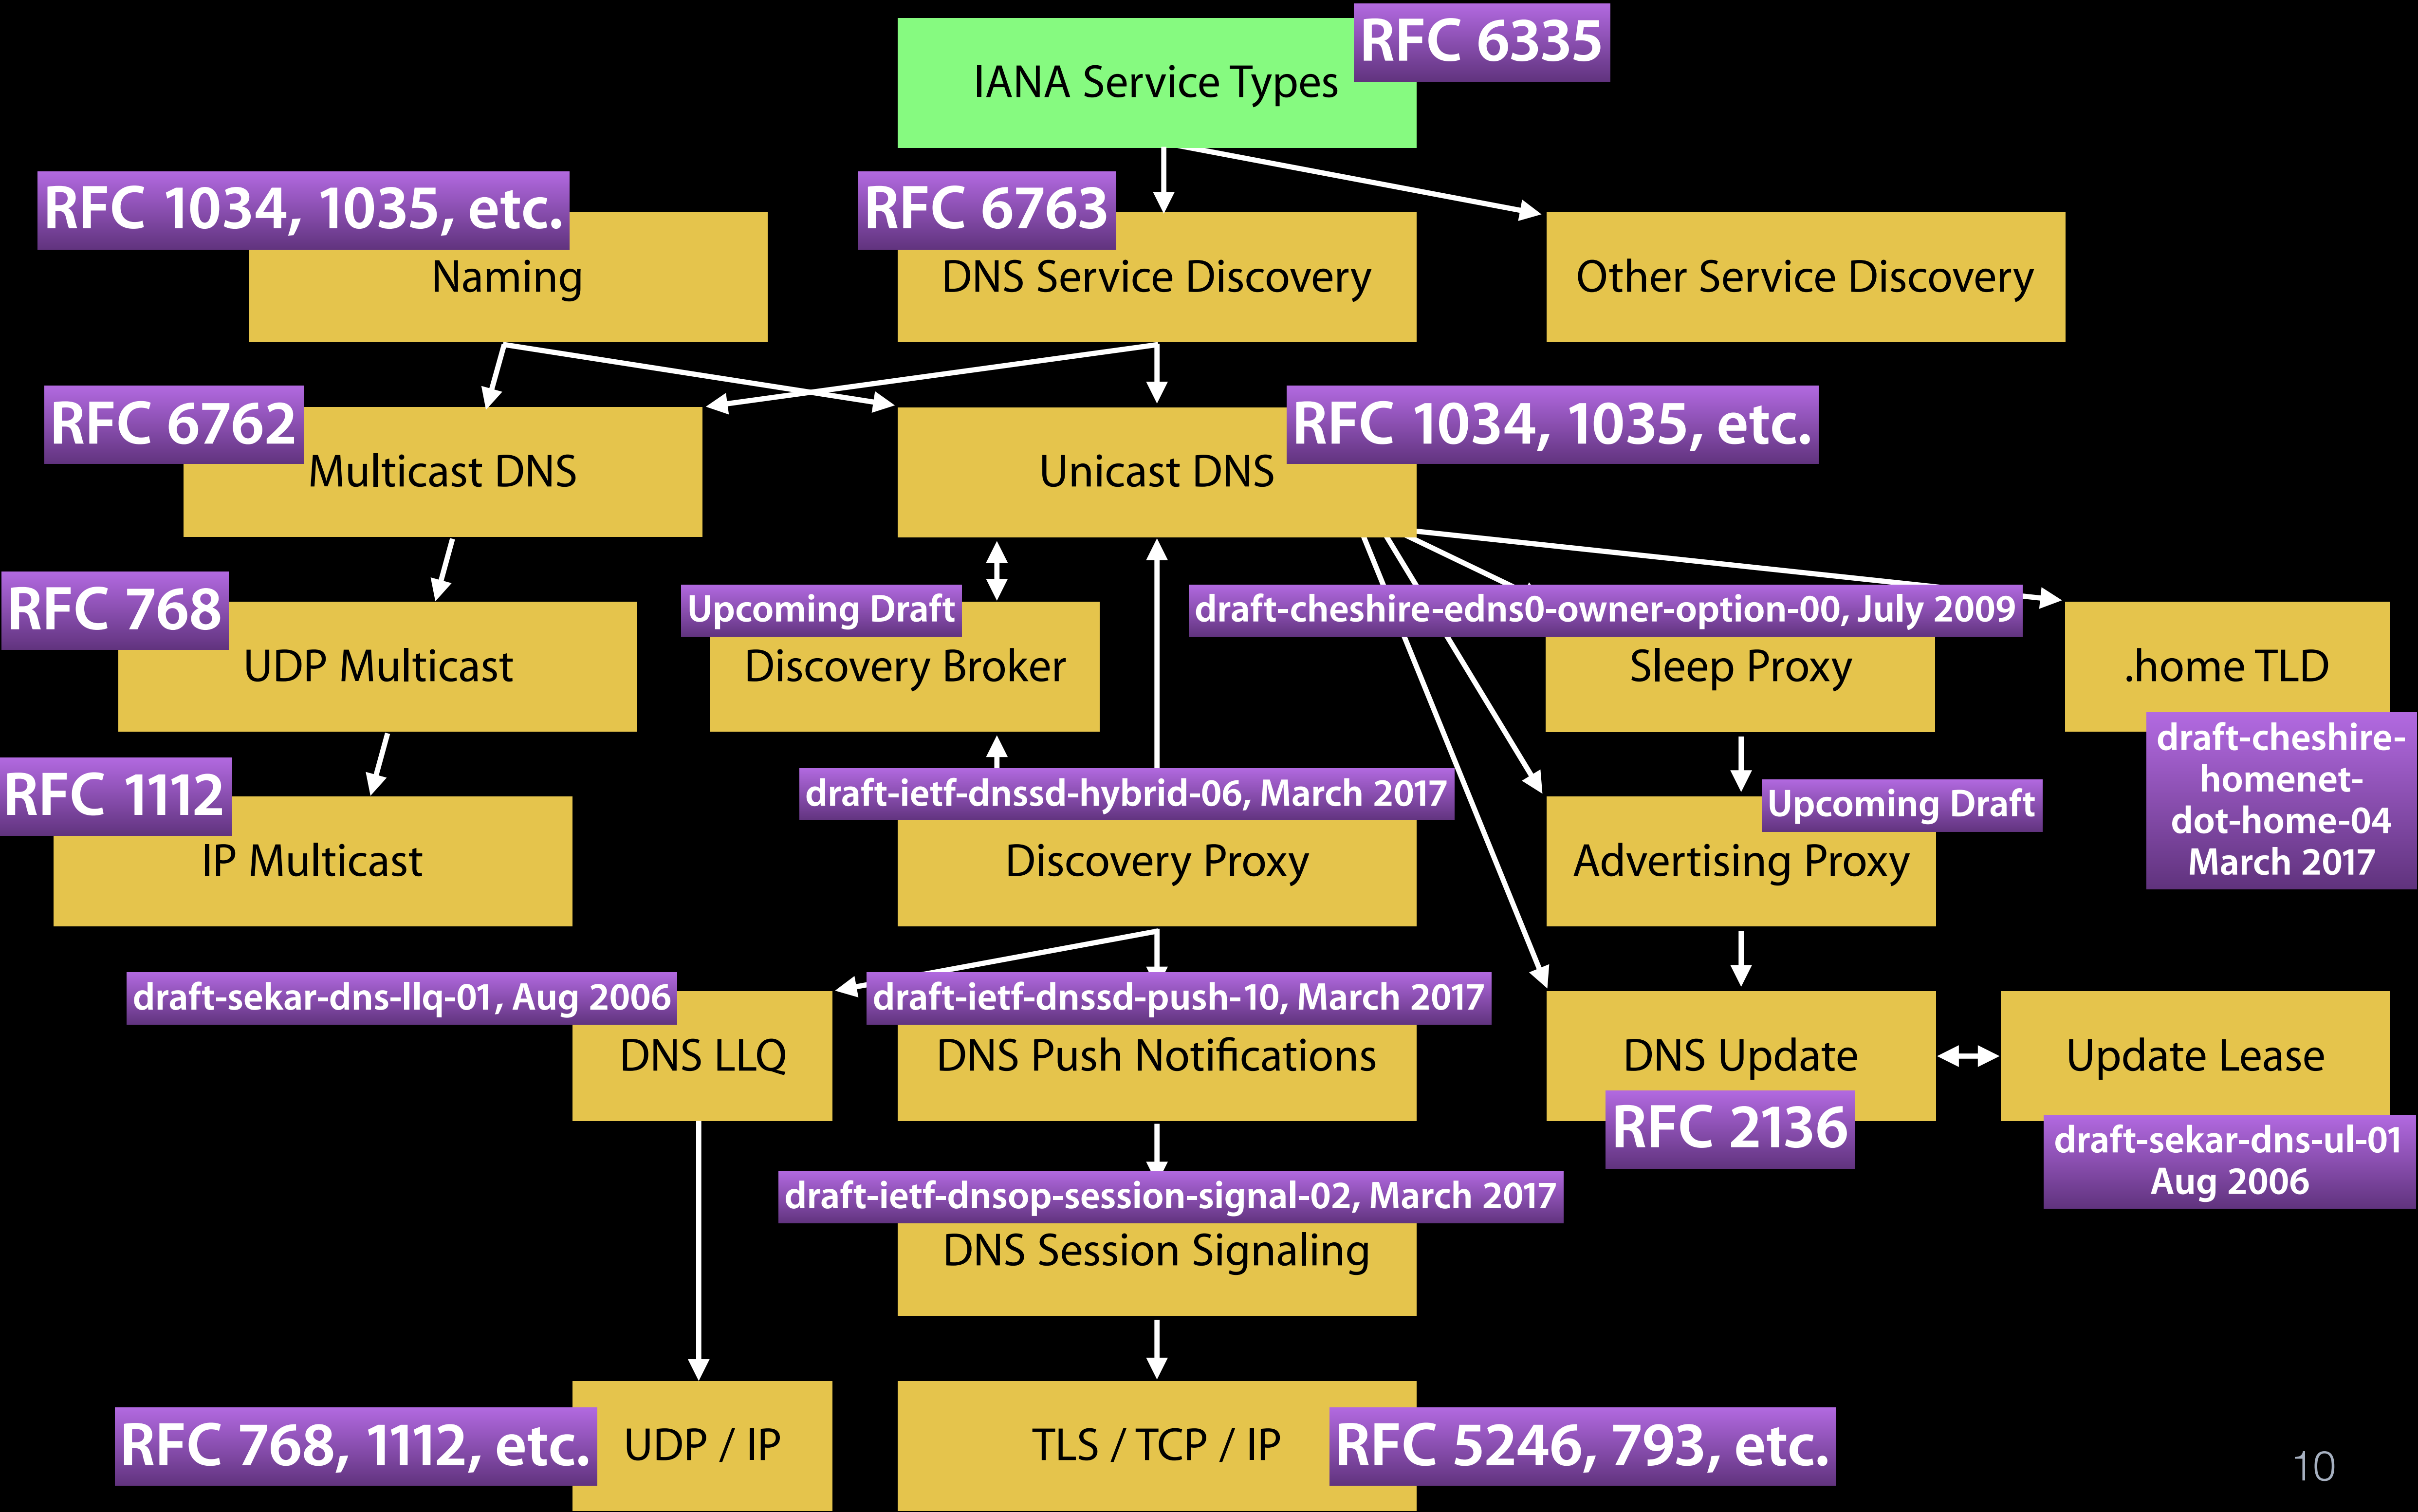 RFC 6335
IANA Service Types
RFC 1034, 1035, etc.
Naming
RFC 6763
DNS Service Discovery
Other Service Discovery
RFC 6762
Multicast DNS
Unicast DNS
RFC 1034, 1035, etc.
RFC 768
UDP Multicast
Upcoming Draft
Discovery Broker
draft-cheshire-edns0-owner-option-00, July 2009
Sleep Proxy
.home TLD
draft-cheshire-
homenet-
dot-home-04
March 2017
RFC 1112
IP Multicast
draft-ietf-dnssd-hybrid-06, March 2017
Discovery Proxy
Upcoming Draft
Advertising Proxy
draft-sekar-dns-llq-01, Aug 2006
DNS LLQ
draft-ietf-dnssd-push-10, March 2017
DNS Push Notifications
DNS Update
RFC 2136
Update Lease
draft-sekar-dns-ul-01
Aug 2006
draft-ietf-dnsop-session-signal-02, March 2017
DNS Session Signaling
RFC 768, 1112, etc.
UDP / IP
TLS / TCP / IP
RFC 5246, 793, etc.
10